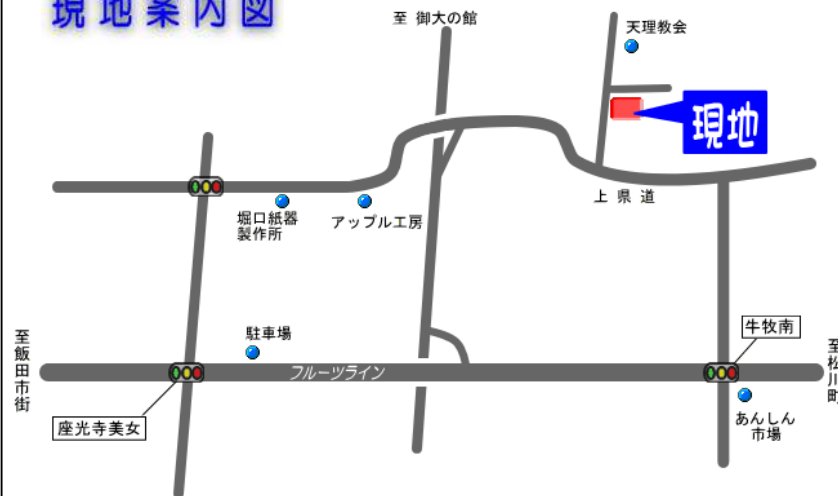 現地案内図
至 御大の館
天理教会
現地
上 県 道
堀口紙器
製作所
アップル工房
駐車場
牛牧南
至飯田市街
フルーツライン
至松川町
座光寺美女
あんしん
市場